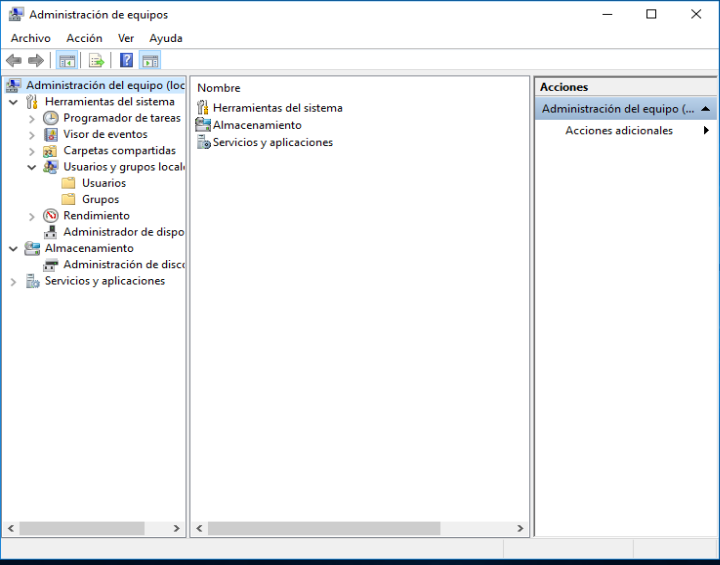 Administración de equipos
Archivo Acción Ver Ayuda
Administración del equipo (loc
Herramientas del sistema
Programador de tareas
Visor de eventos
Carpetas compartidas
Usuarios y grupos local
Usuarios
Grupos
Rendimiento
Administrador de dispo
Almacenamiento
Administración de disc
Servicios y aplicaciones
Nombre
Herramientas del sistema
Almacenamiento
Servicios y aplicaciones
Acciones
Administración del equipo (...
Acciones adicionales